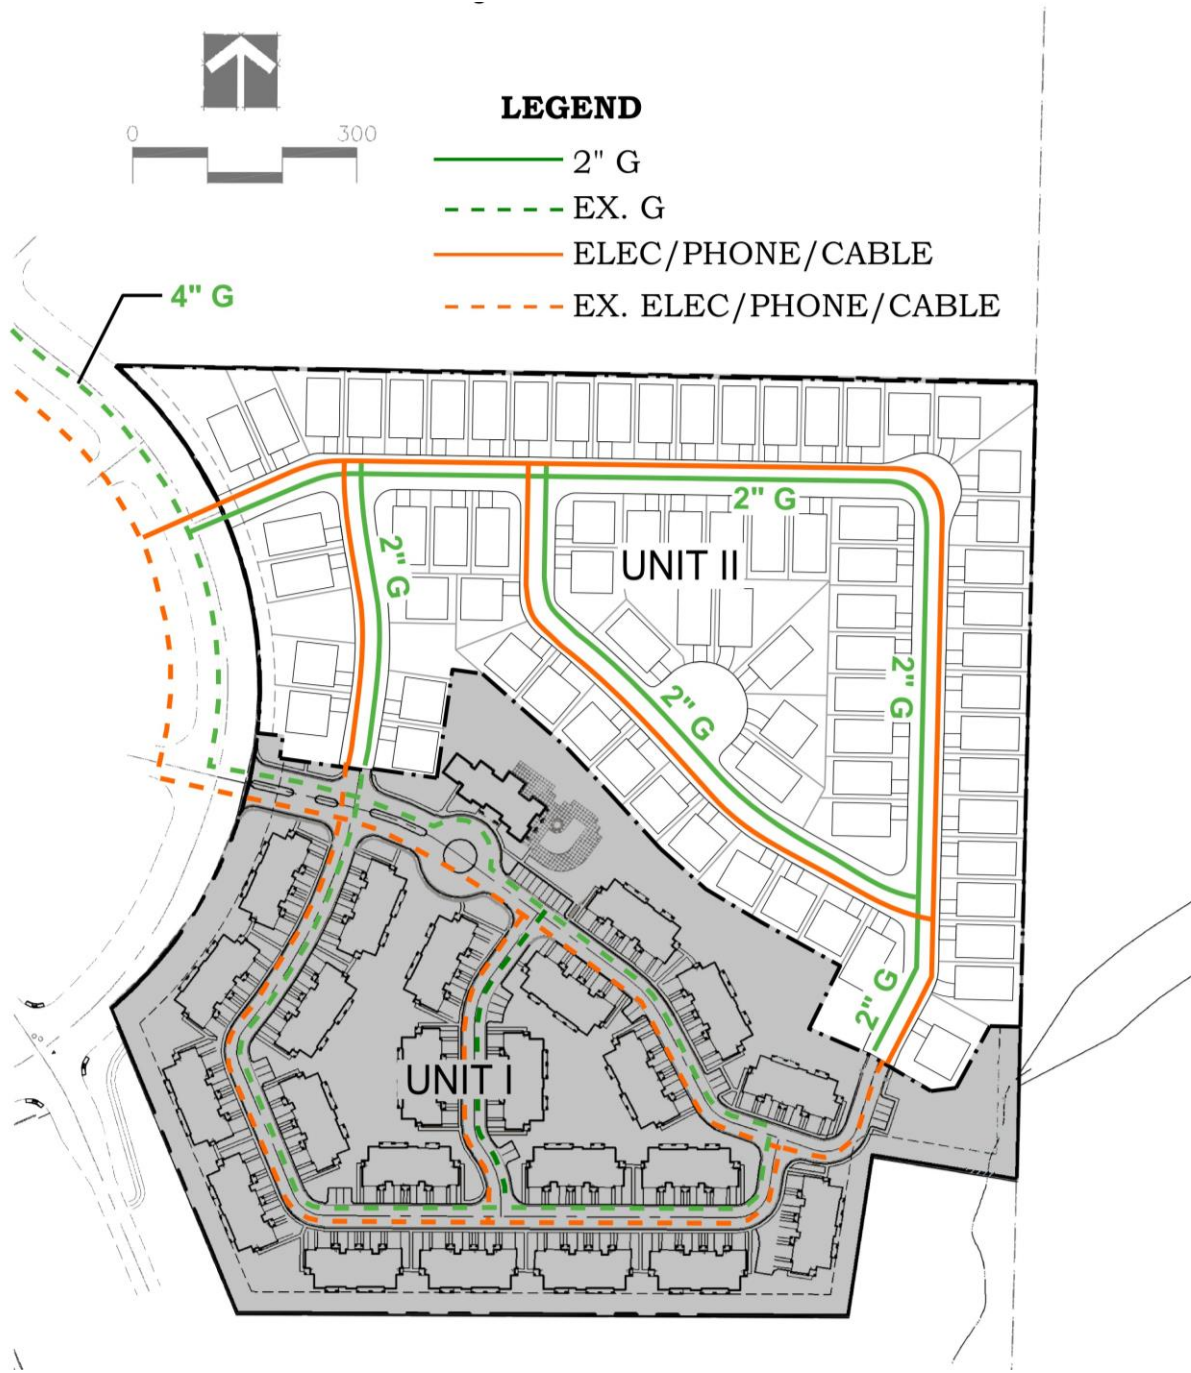 LEGEND
0 300
2" G
EX. G
ELEC/PHONE/CABLE
EX. ELEC/PHONE/CABLE
4" G
2" G
2" G
UNIT II
2" G
2" G
2" G
UNIT I